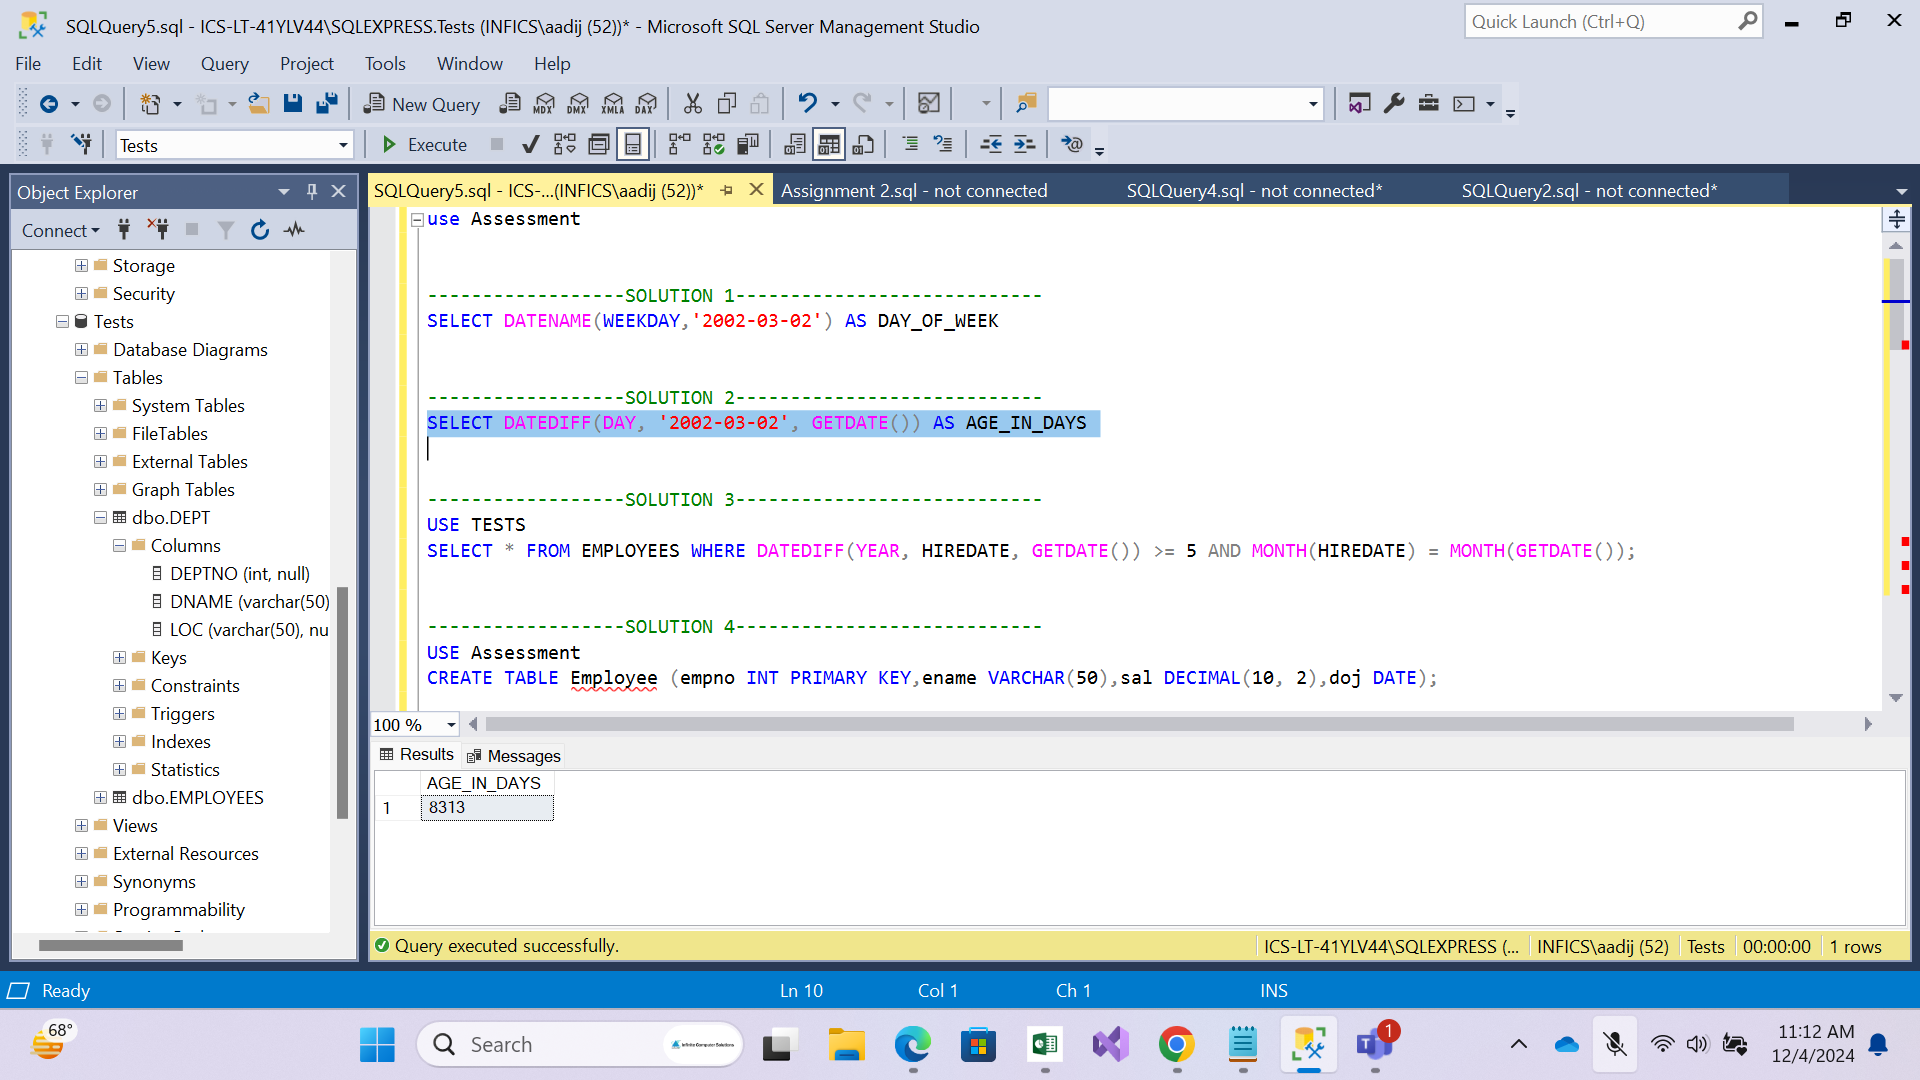 SQLQuery5.sql - ICS-LT-41YLV44\SQLEXPRESS.Tests (INFICS\aadij (52))* - Microsoft SQL Server Management Studio
Quick Launch (Ctrl+Q)
File Edit View Query Project Tools Window Help
New Query MDX DMX XMLA DAX
Tests Execute
Object Explorer
Connect
Storage
Security
Tests
Database Diagrams
Tables
System Tables
FileTables
External Tables
Graph Tables
dbo.DEPT
Columns
DEPTNO (int, null)
DNAME (varchar(50)
LOC (varchar(50), nu
Keys
Constraints
Triggers
Indexes
Statistics
dbo.EMPLOYEES
Views
External Resources
Synonyms
Programmability
SQLQuery5.sql - ICS-...(INFICS\aadij (52))* Assignment 2.sql - not connected SQLQuery4.sql - not connected* SQLQuery2.sql - not connected*
use Assessment
------------------SOLUTION 1----------------------------
SELECT DATENAME(WEEKDAY,'2002-03-02') AS DAY_OF_WEEK
------------------SOLUTION 2----------------------------
SELECT DATEDIFF(DAY, '2002-03-02', GETDATE()) AS AGE_IN_DAYS
------------------SOLUTION 3----------------------------
USE TESTS
SELECT * FROM EMPLOYEES WHERE DATEDIFF(YEAR, HIREDATE, GETDATE()) >= 5 AND MONTH(HIREDATE) = MONTH(GETDATE());
------------------SOLUTION 4----------------------------
USE Assessment
CREATE TABLE Employee (empno INT PRIMARY KEY,ename VARCHAR(50),sal DECIMAL(10, 2),doj DATE);
100 %
Results Messages
AGE_IN_DAYS
1 8313
Query executed successfully. ICS-LT-41YLV44\SQLEXPRESS (... INFICS\aadij (52) Tests 00:00:00 1 rows
Ready Ln 10 Col 1 Ch 1 INS
68°
Search
Infinite Computer Solutions
1
11:12 AM
12/4/2024